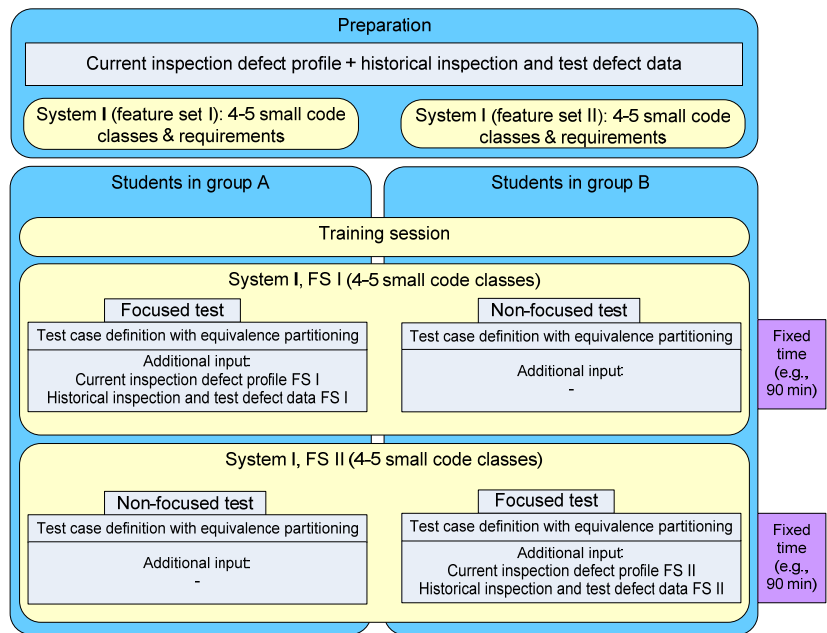 Preparation
Current inspection defect profile + historical inspection and test defect data
System I (feature set I): 4-5 small code
classes & requirements
System I (feature set II): 4-5 small code
classes & requirements
Students in group A
Students in group B
Training session
System I, FS I (4-5 small code classes)
Focused test
Test case definition with equivalence partitioning
Additional input:
Current inspection defect profile FS I
Historical inspection and test defect data FS I
Non-focused test
Test case definition with equivalence partitioning
Additional input:
-
Fixed
time
(e.g.,
90 min)
System I, FS II (4-5 small code classes)
Non-focused test
Test case definition with equivalence partitioning
Additional input:
-
Focused test
Test case definition with equivalence partitioning
Additional input:
Current inspection defect profile FS II
Historical inspection and test defect data FS II
Fixed
time
(e.g.,
90 min)